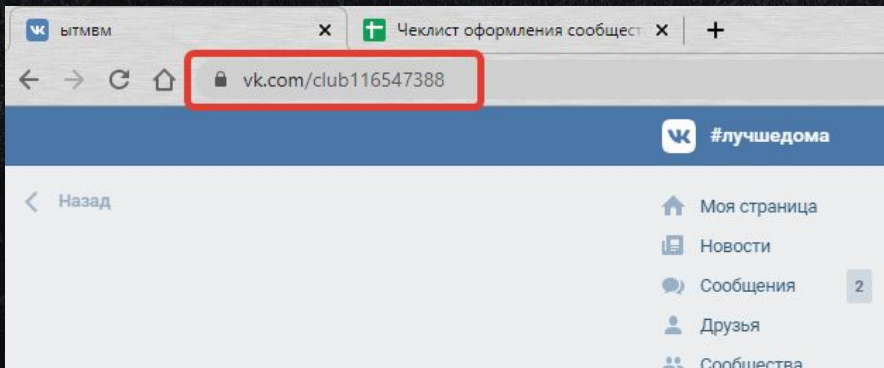 ытмвм
Чеклист оформления сообщест
vk.com/club116547388
#лучшедома
Назад
Моя страница
Новости
Сообщения 2
Друзья
Сообщества